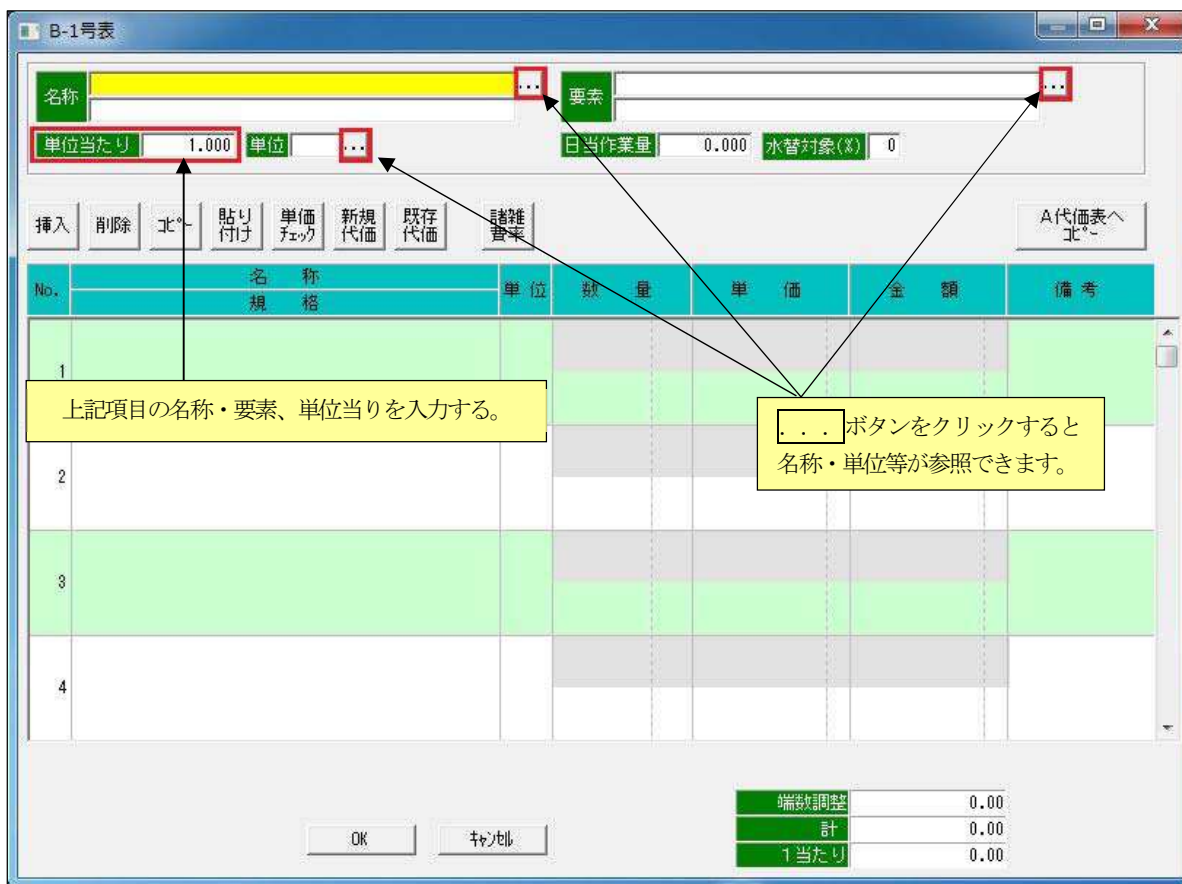 B-1号表
名称 ... 要素 ...
単位当たり 1.000 単位 ... 日当作業量 0.000 水替対象(%) 0
挿入 削除 ｺﾋﾟｰ 貼り付け 単価ﾁｪｯｸ 新規代価 既存代価 諸雑費率 A代価表へｺﾋﾟｰ
No. 名称 単位 数量 単価 金額 備考
規格
1
上記項目の名称・要素、単位当りを入力する。
...ボタンをクリックすると
名称・単位等が参照できます。
2
3
4
端数調整 0.00
計 0.00
1当たり 0.00
OK ｷｬﾝｾﾙ